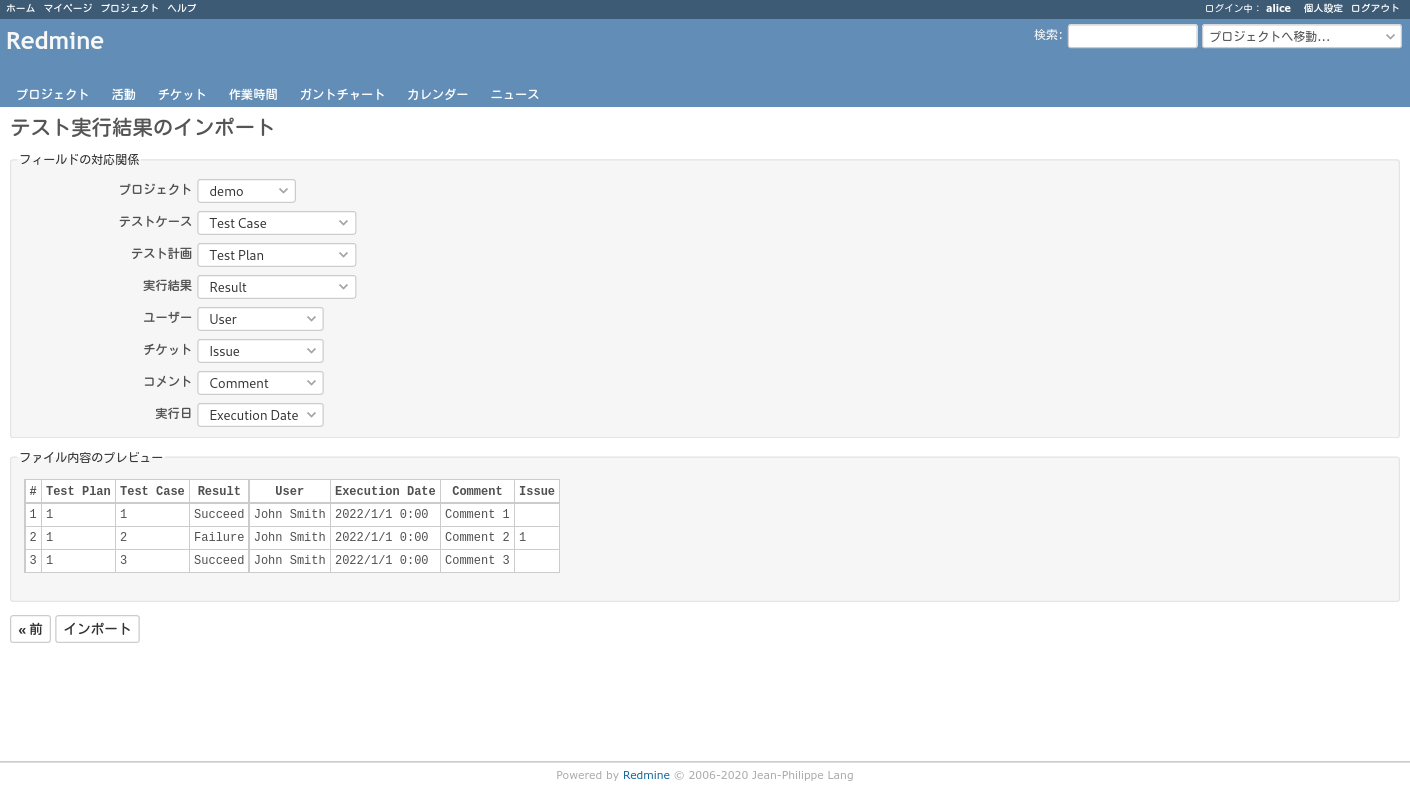 ホーム マイページ プロジェクト ヘルプ ログイン中： alice 個人設定 ログアウト
Redmine 検索: プロジェクトへ移動...
プロジェクト 活動 チケット 作業時間 ガントチャート カレンダー ニュース
テスト実行結果のインポート
フィールドの対応関係
プロジェクト demo
テストケース Test Case
テスト計画 Test Plan
実行結果 Result
ユーザー User
チケット Issue
コメント Comment
実行日 Execution Date
ファイル内容のプレビュー
# Test Plan Test Case Result User Execution Date Comment Issue
1 1 1 Succeed John Smith 2022/1/1 0:00 Comment 1
2 1 2 Failure John Smith 2022/1/1 0:00 Comment 2 1
3 1 3 Succeed John Smith 2022/1/1 0:00 Comment 3
« 前 インポート
Powered by Redmine © 2006-2020 Jean-Philippe Lang